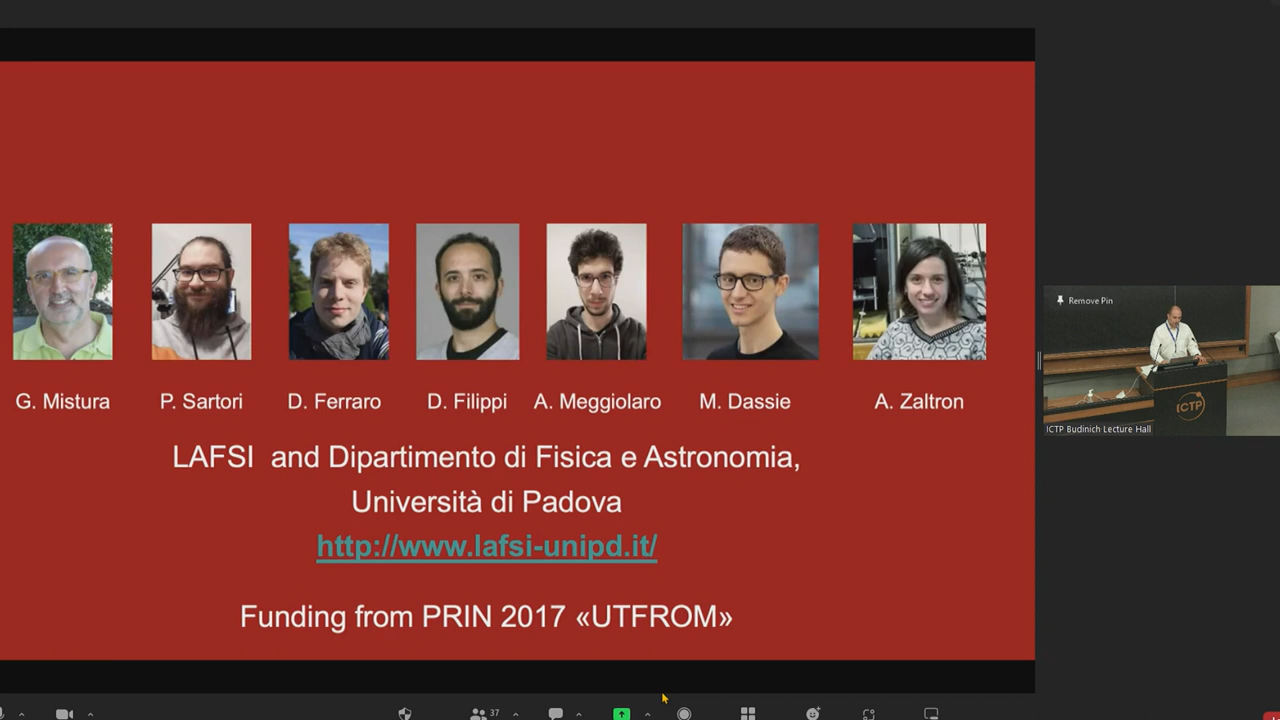 Remove Pin
G. Mistura P. Sartori D. Ferraro D. Filippi A. Meggiolaro M. Dassie A. Zaltron
ICTP
ICTP Budinich Lecture Hall
LAFSI and Dipartimento di Fisica e Astronomia,
Università di Padova
http://www.lafsi-unipd.it/
Funding from PRIN 2017 «UTFROM»
37